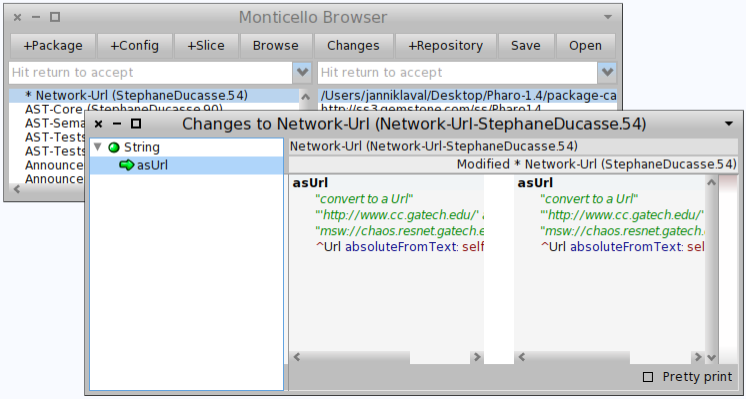 Monticello Browser
+Package +Config +Slice Browse Changes +Repository Save Open
Hit return to accept Hit return to accept
* Network-Url (StephaneDucasse.54) /Users/janniklaval/Desktop/Pharo-1.4/package-ca
AST-Core (StephaneDucasse.90) http://ss3.gemstone.com/ss/Pharo14
AST-Sema
AST-Tests
AST-Tests
Announce
Announce
Changes to Network-Url (Network-Url-StephaneDucasse.54)
String
asUrl
Network-Url (Network-Url-StephaneDucasse.54)
Modified * Network-Url (StephaneDucasse.54)
asUrl asUrl
"convert to a Url" "convert to a Url"
"'http://www.cc.gatech.edu/' a "'http://www.cc.gatech.edu/'
"msw://chaos.resnet.gatech.e "msw://chaos.resnet.gatech.e
^Url absoluteFromText: self ^Url absoluteFromText: sel
Pretty print